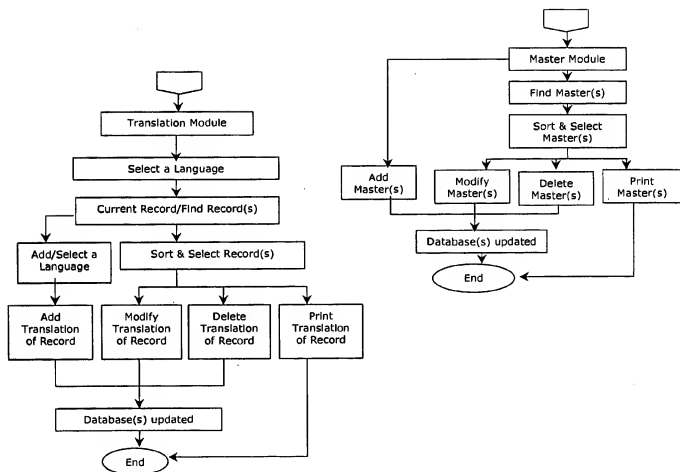 Translation Module
Select a Language
Current Record/Find Record(s)
Add/Select a
Language
Sort & Select Record(s)
Add
Translation
of Record
Modify
Translation
of Record
Delete
Translation
of Record
Print
Translation
of Record
Database(s) updated
End
Master Module
Find Master(s)
Sort & Select
Master(s)
Add
Master(s)
Modify
Master(s)
Delete
Master(s)
Print
Master(s)
Database(s) updated
End